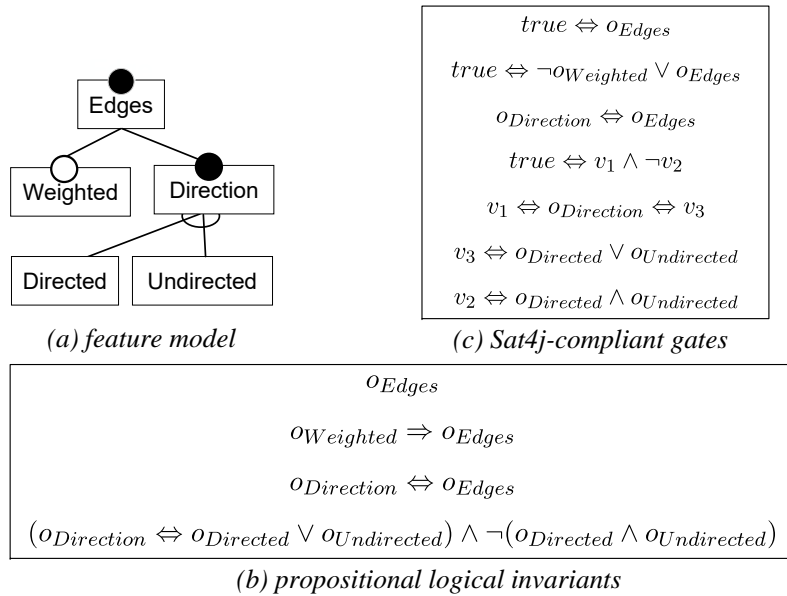 Edges
Weighted
Direction
Directed
Undirected
(a) feature model
true ⇔ o_Edges
true ⇔ ¬o_Weighted ∨ o_Edges
o_Direction ⇔ o_Edges
true ⇔ v_1 ∧ ¬v_2
v_1 ⇔ o_Direction ⇔ v_3
v_3 ⇔ o_Directed ∨ o_Undirected
v_2 ⇔ o_Directed ∧ o_Undirected
(c) Sat4j-compliant gates
o_Edges
o_Weighted ⇒ o_Edges
o_Direction ⇔ o_Edges
(o_Direction ⇔ o_Directed ∨ o_Undirected) ∧ ¬(o_Directed ∧ o_Undirected)
(b) propositional logical invariants